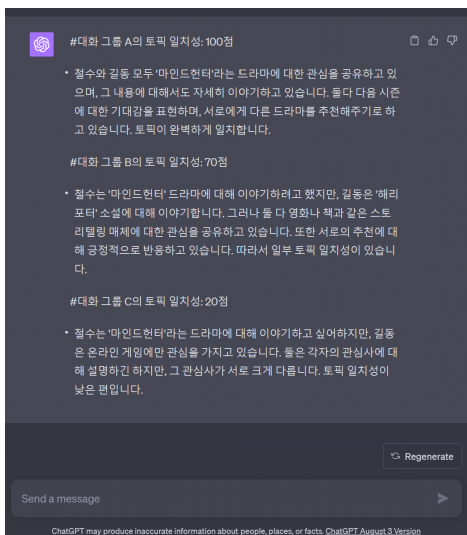 #대화 그룹 A의 토픽 일치성: 100점
• 철수와 길동 모두 '마인드헌터'라는 드라마에 대한 관심을 공유하고 있
으며, 그 내용에 대해서도 자세히 이야기하고 있습니다. 둘다 다음 시즌
에 대한 기대감을 표현하며, 서로에게 다른 드라마를 추천해주기로 하
고 있습니다. 토픽이 완벽하게 일치합니다.
#대화 그룹 B의 토픽 일치성: 70점
• 철수는 '마인드헌터' 드라마에 대해 이야기하려고 했지만, 길동은 '해리
포터' 소설에 대해 이야기합니다. 그러나 둘 다 영화나 책과 같은 스토
리텔링 매체에 대한 관심을 공유하고 있습니다. 또한 서로의 추천에 대
해 긍정적으로 반응하고 있습니다. 따라서 일부 토픽 일치성이 있습니
다.
#대화 그룹 C의 토픽 일치성: 20점
• 철수는 '마인드헌터'라는 드라마에 대해 이야기하고 싶어하지만, 길동
은 온라인 게임에만 관심을 가지고 있습니다. 둘은 각자의 관심사에 대
해 설명하긴 하지만, 그 관심사가 서로 크게 다릅니다. 토픽 일치성이
낮은 편입니다.
Regenerate
Send a message
ChatGPT may produce inaccurate information about people, places, or facts. ChatGPT August 3 Version